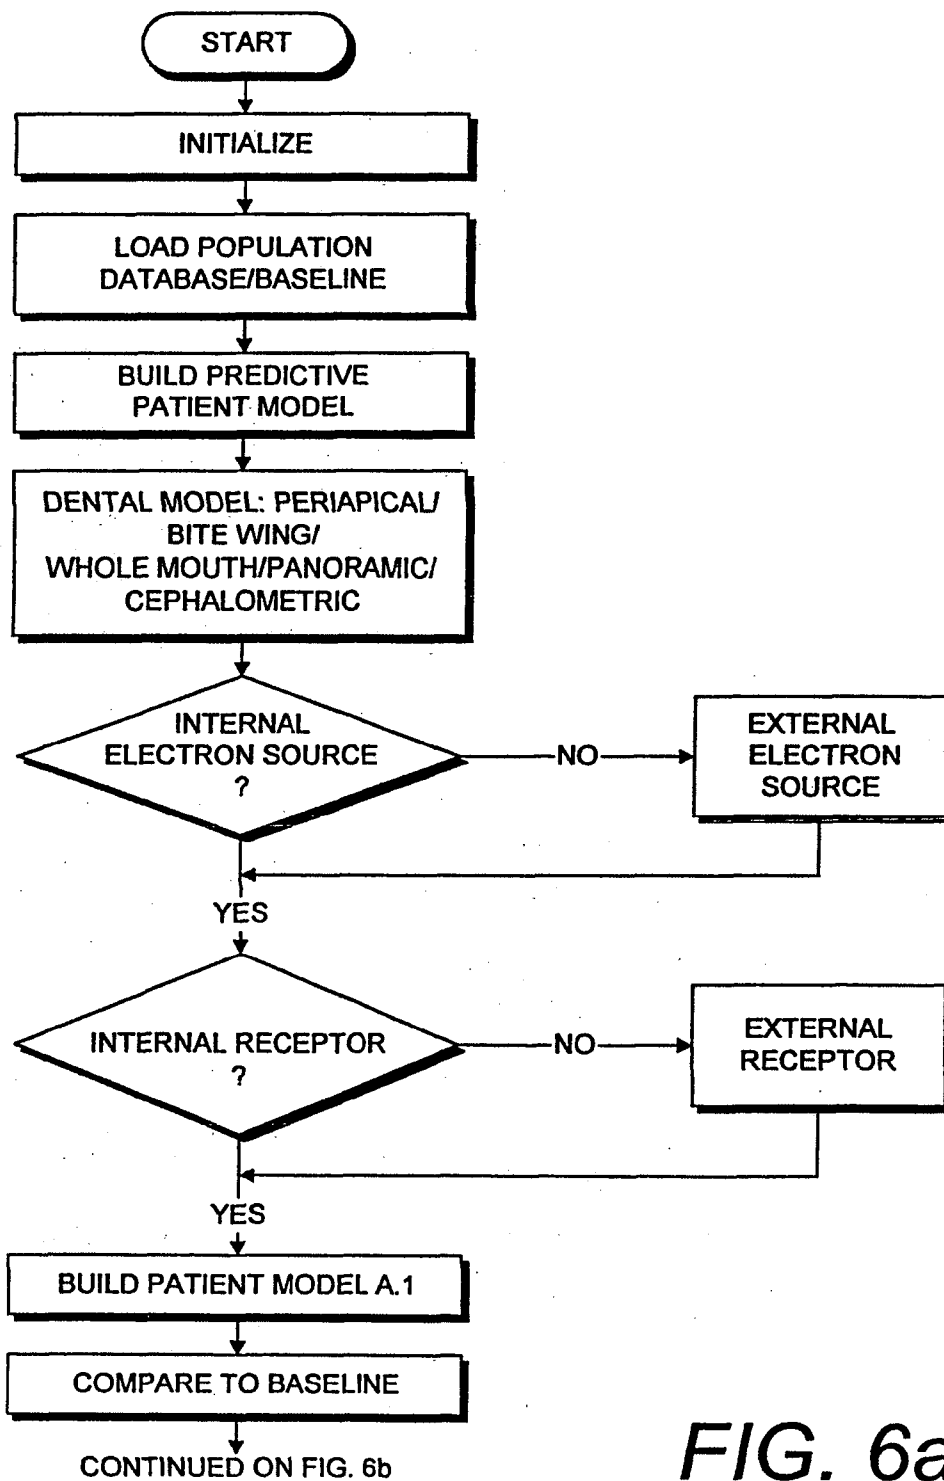 START
INITIALIZE
LOAD POPULATION
DATABASE/BASELINE
BUILD PREDICTIVE
PATIENT MODEL
DENTAL MODEL: PERIAPICAL/
BITE WING/
WHOLE MOUTH/PANORAMIC/
CEPHALOMETRIC
INTERNAL
ELECTRON SOURCE
?
NO
EXTERNAL
ELECTRON
SOURCE
YES
INTERNAL RECEPTOR
?
NO
EXTERNAL
RECEPTOR
YES
BUILD PATIENT MODEL A.1
COMPARE TO BASELINE
CONTINUED ON FIG. 6b
FIG. 6a